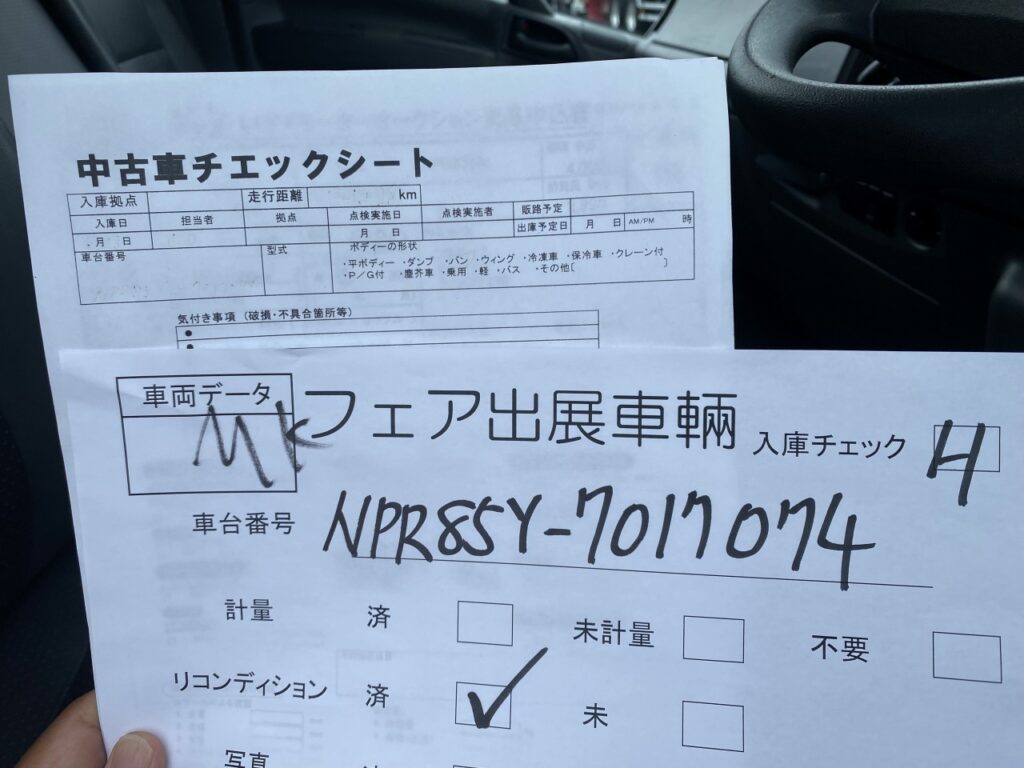 中古車チェックシート
入庫拠点 走行距離 km
入庫日 担当者 拠点 点検実施日 点検実施者 販路予定
月 日 月 日 出庫予定日 月 日 AM/PM 時
車台番号 型式 ボディーの形状
・平ボディー ・ダンプ ・バン ・ウィング ・冷凍車 ・保冷車 ・クレーン付
・P/G付 ・塵芥車 ・乗用 ・軽 ・バス ・その他[ ]
気付き事項（破損・不具合箇所等）
●
●
車両データ
MK
フェア出展車輌
入庫チェック H
車台番号 NPR85Y-7017074
計量 済 未計量 不要
リコンディション 済 ✓ 未
写真